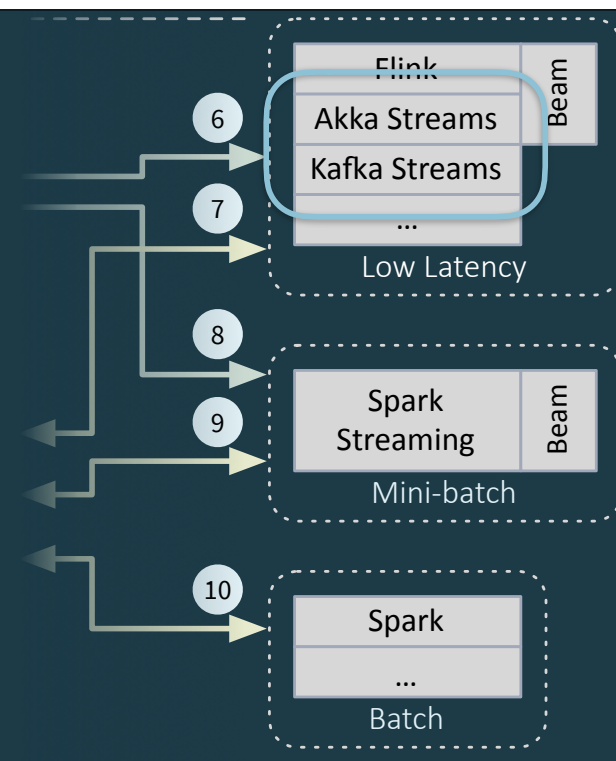 Flink
Beam
6
Akka Streams
Kafka Streams
7
...
Low Latency
8
Spark
Streaming
Beam
9
Mini-batch
10
Spark
...
Batch